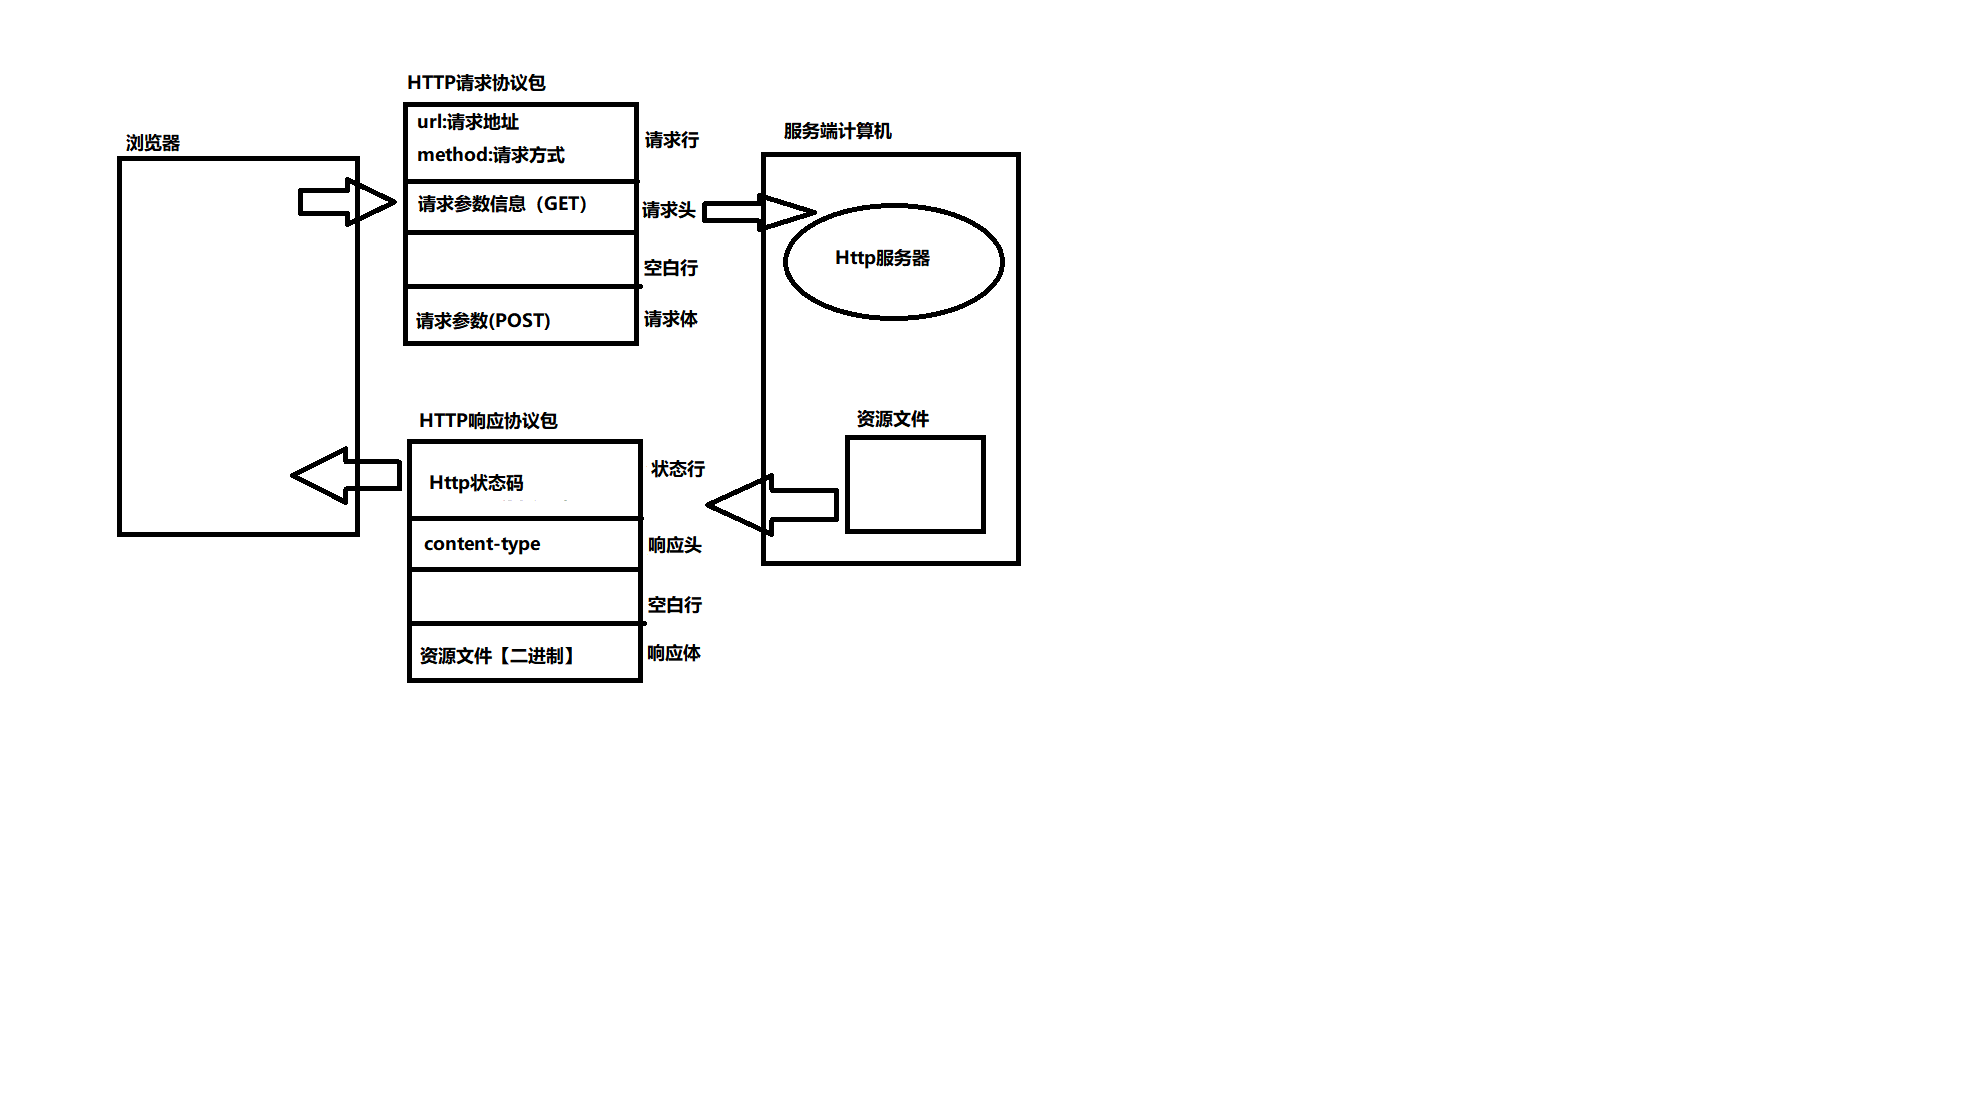 浏览器
HTTP请求协议包
url:请求地址
method:请求方式
请求行
请求参数信息（GET）
请求头
空白行
请求参数(POST)
请求体
服务端计算机
Http服务器
资源文件
HTTP响应协议包
Http状态码
状态行
content-type
响应头
空白行
资源文件【二进制】
响应体